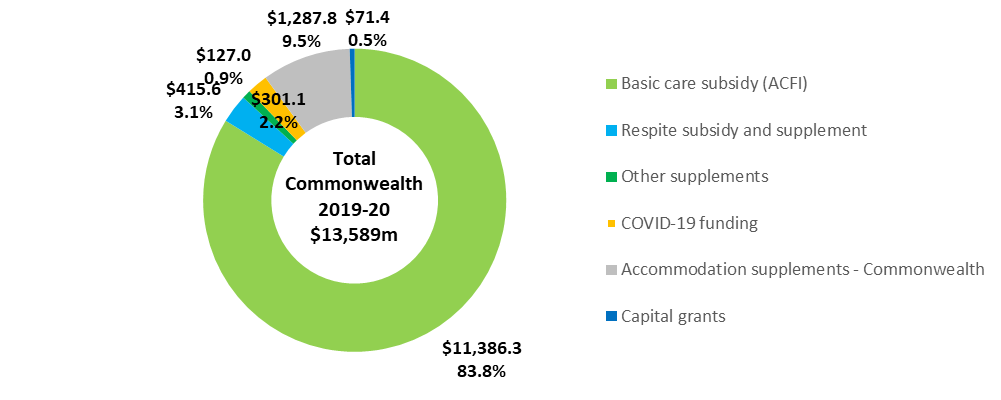 $1,287.8
9.5%
$71.4
0.5%
$127.0
0.9%
$415.6
3.1%
$301.1
2.2%
Total
Commonwealth
2019-20
$13,589m
$11,386.3
83.8%
Basic care subsidy (ACFI)
Respite subsidy and supplement
Other supplements
COVID-19 funding
Accommodation supplements - Commonwealth
Capital grants